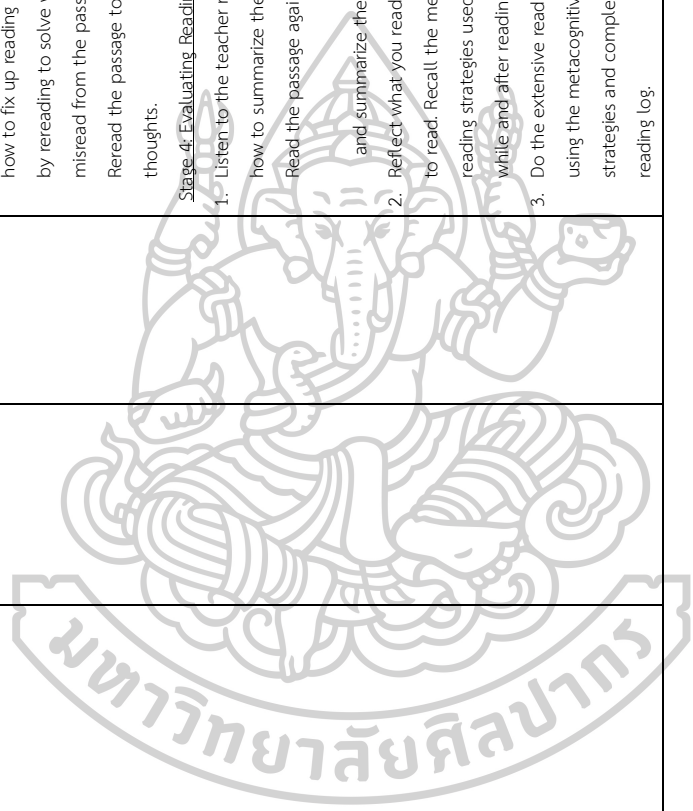 how to fix up reading
by rereading to solve
misread from the pas
Reread the passage to
thoughts.
Stage 4: Evaluating Readin
1. Listen to the teacher
how to summarize the
Read the passage agai
and summarize the
2. Reflect what you read
to read. Recall the me
reading strategies used
while and after reading
3. Do the extensive read
using the metacognitiv
strategies and comple
reading log.
มหาวิทยาลัยศิลปากร